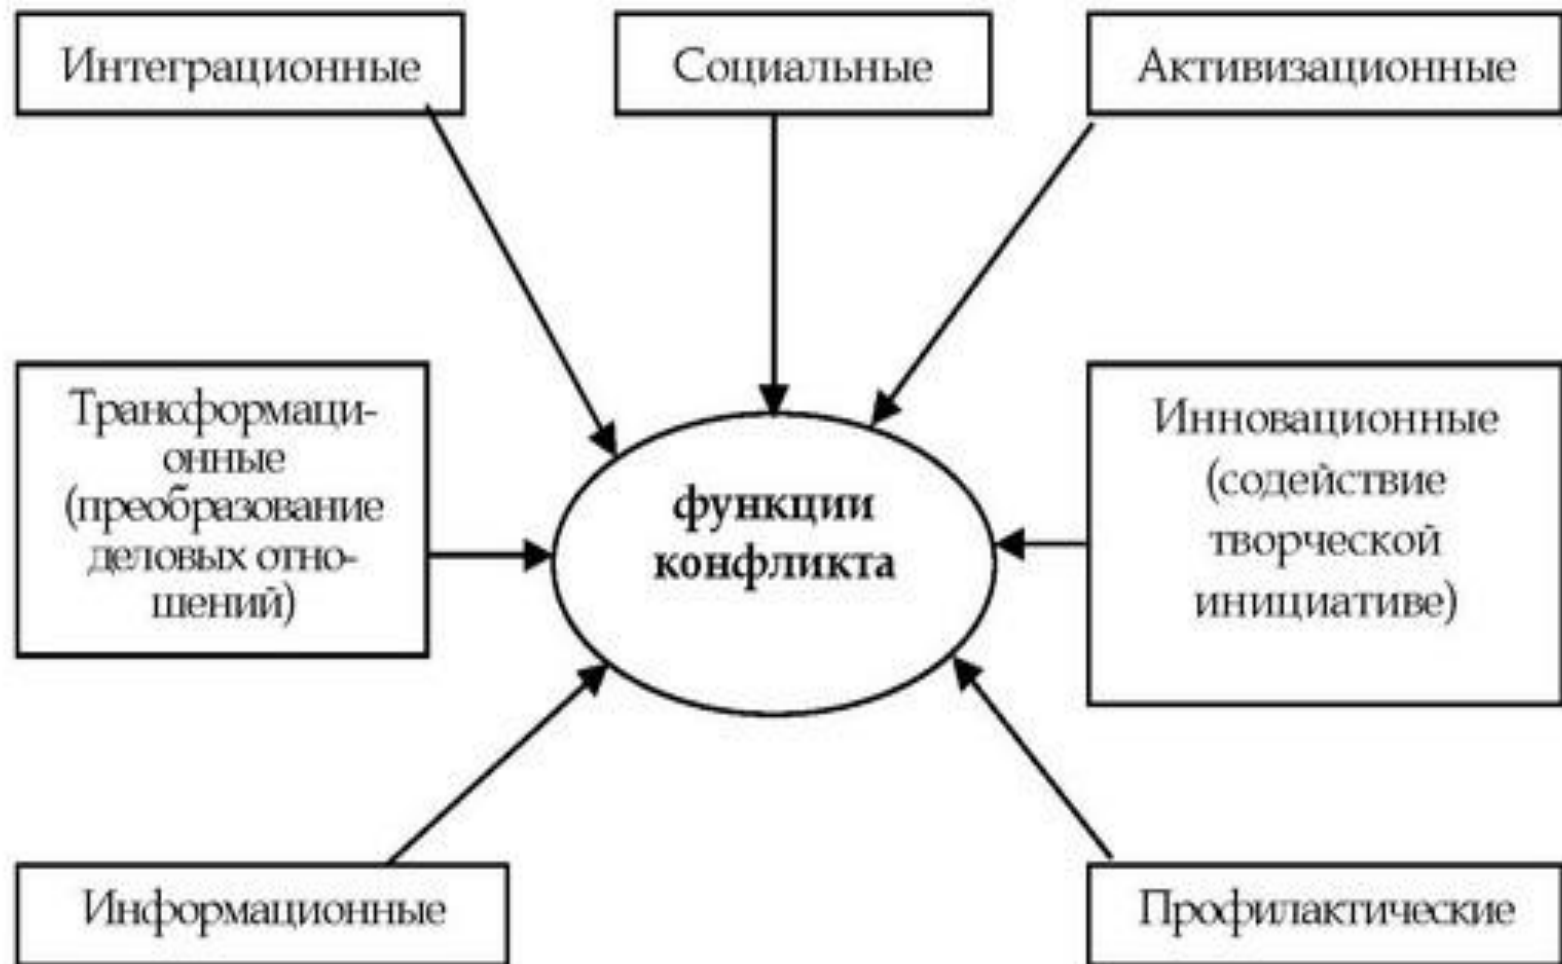 Интеграционные
Социальные
Активизационные
Трансформаци-
онные
(преобразование
деловых отно-
шений)
функции
конфликта
Инновационные
(содействие
творческой
инициативе)
Информационные
Профилактические